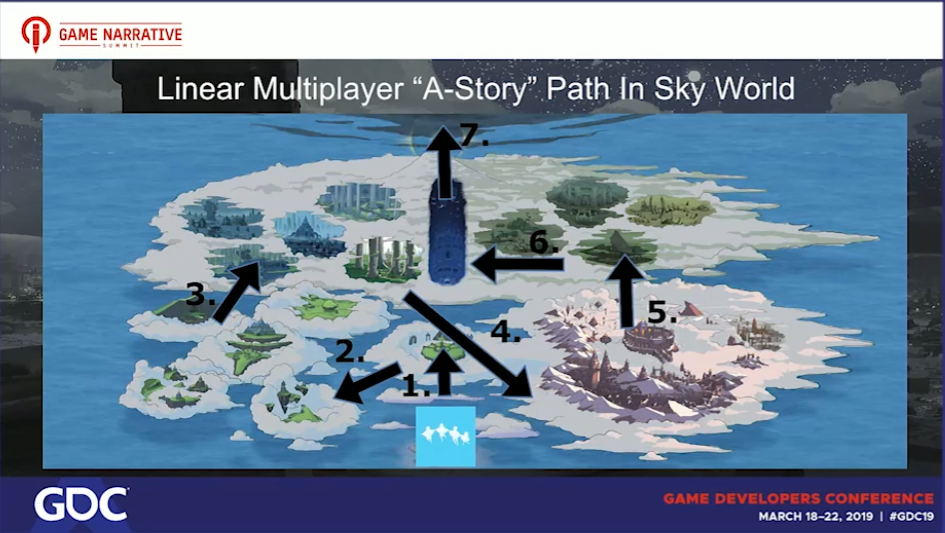 GAME NARRATIVE
SUMMIT
Linear Multiplayer “A-Story” Path In Sky World
7.
6.
3.
5.
4.
2.
1.
GDC
GAME DEVELOPERS CONFERENCE
MARCH 18–22, 2019 | #GDC19